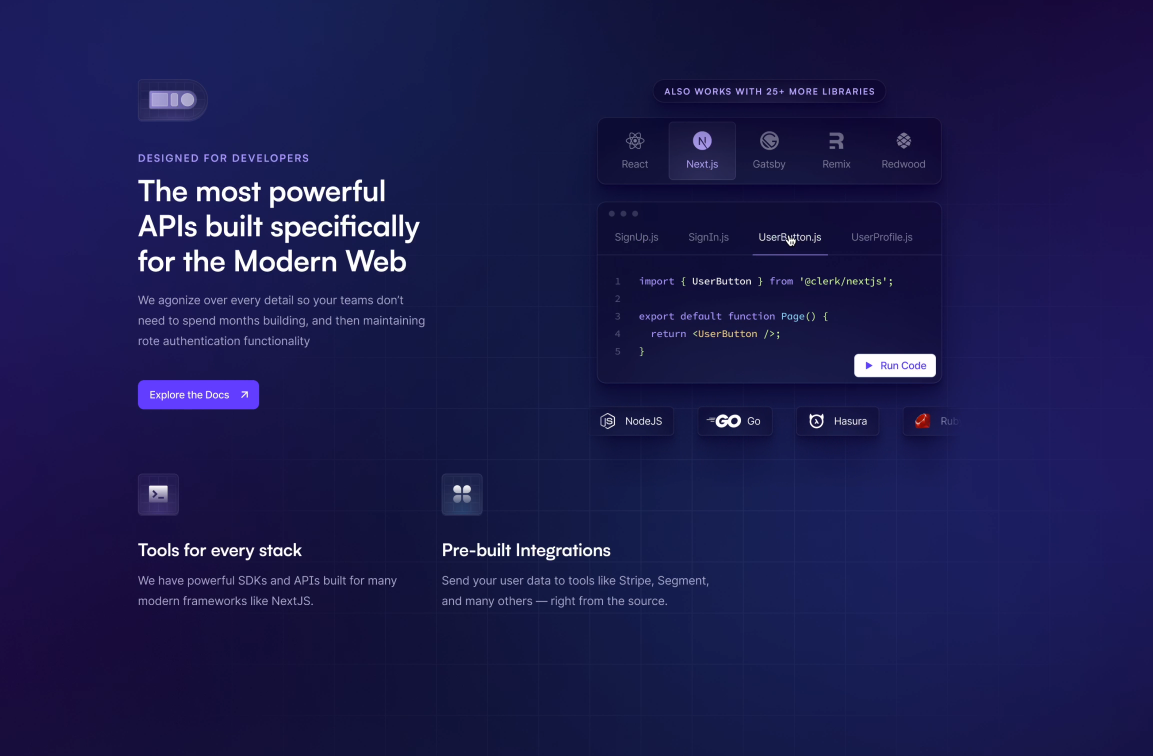 DESIGNED FOR DEVELOPERS
The most powerful
APIs built specifically
for the Modern Web
We agonize over every detail so your teams don't
need to spend months building, and then maintaining
rote authentication functionality
Explore the Docs
ALSO WORKS WITH 25+ MORE LIBRARIES
React
N
Next.js
Gatsby
Remix
Redwood
SignUp.js
SignIn.js
UserButton.js
UserProfile.js
1 import { UserButton } from '@clerk/nextjs';
2
3 export default function Page() {
4 return <UserButton />;
5 }
Run Code
JS
NodeJS
GO
Go
Hasura
Tools for every stack
We have powerful SDKs and APIs built for many
modern frameworks like NextJS.
Pre-built Integrations
Send your user data to tools like Stripe, Segment,
and many others — right from the source.